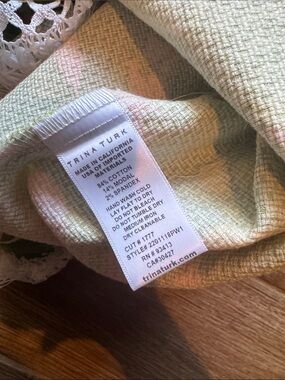 TRINA TURK
MADE IN CALIFORNIA
USA OF IMPORTED
MATERIALS
84% COTTON
14% MODAL
2% SPANDEX
HAND WASH COLD
LAY FLAT TO DRY
DO NOT BLEACH
DO NOT TUMBLE DRY
MEDIUM IRON
DRY CLEANABLE
CUT# 1777
STYLE# 2201118PW1
RN # 93413
CA#30427
trinaturk.com